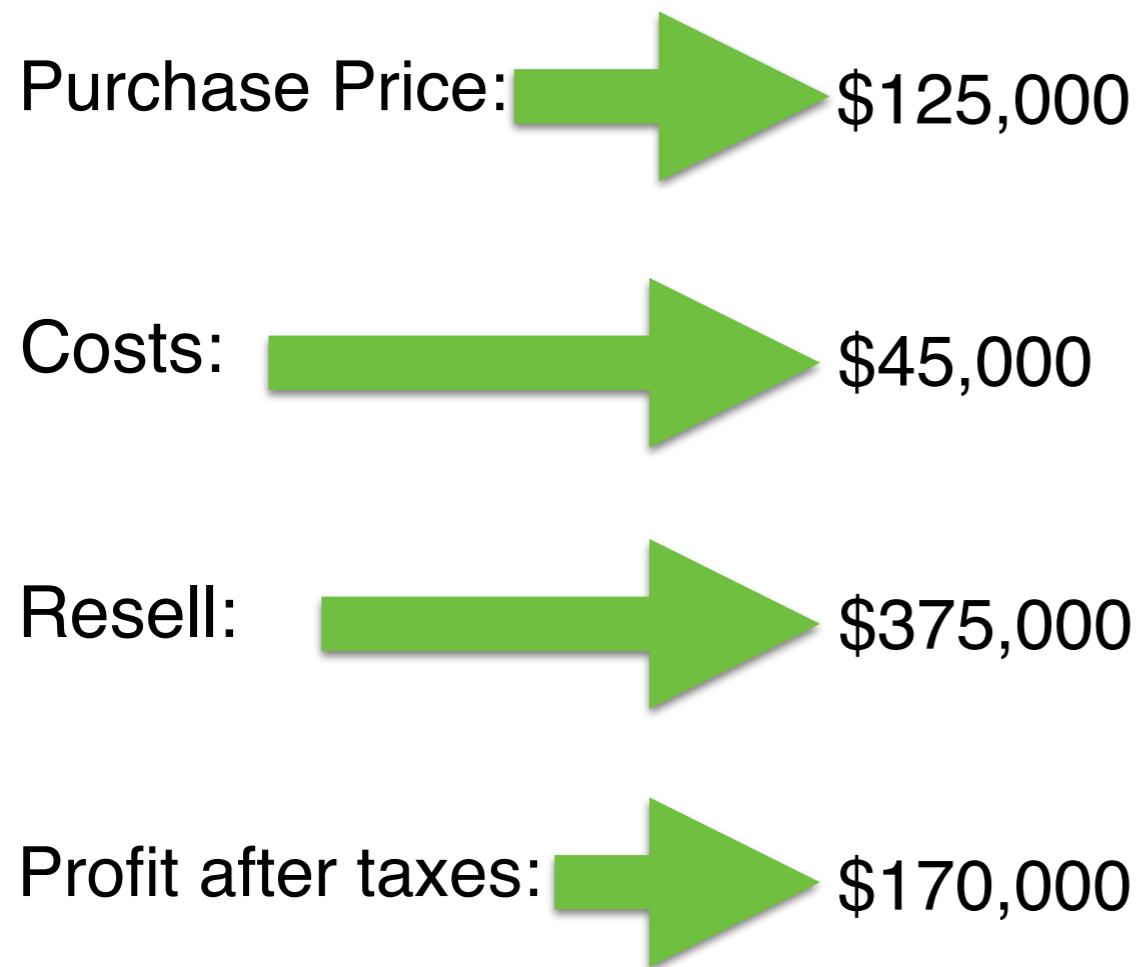 Purchase Price: $125,000
Costs: $45,000
Resell: $375,000
Profit after taxes: $170,000